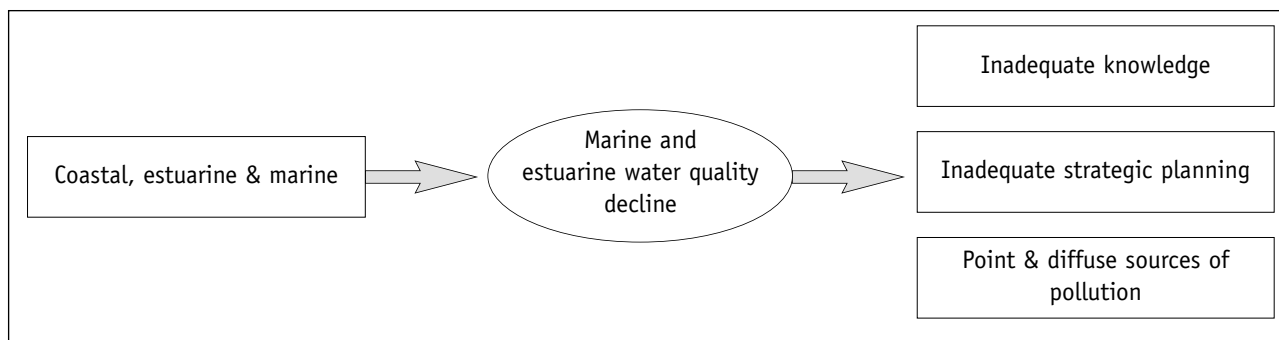 Coastal, estuarine & marine
Marine and
estuarine water quality
decline
Inadequate knowledge
Inadequate strategic planning
Point & diffuse sources of
pollution